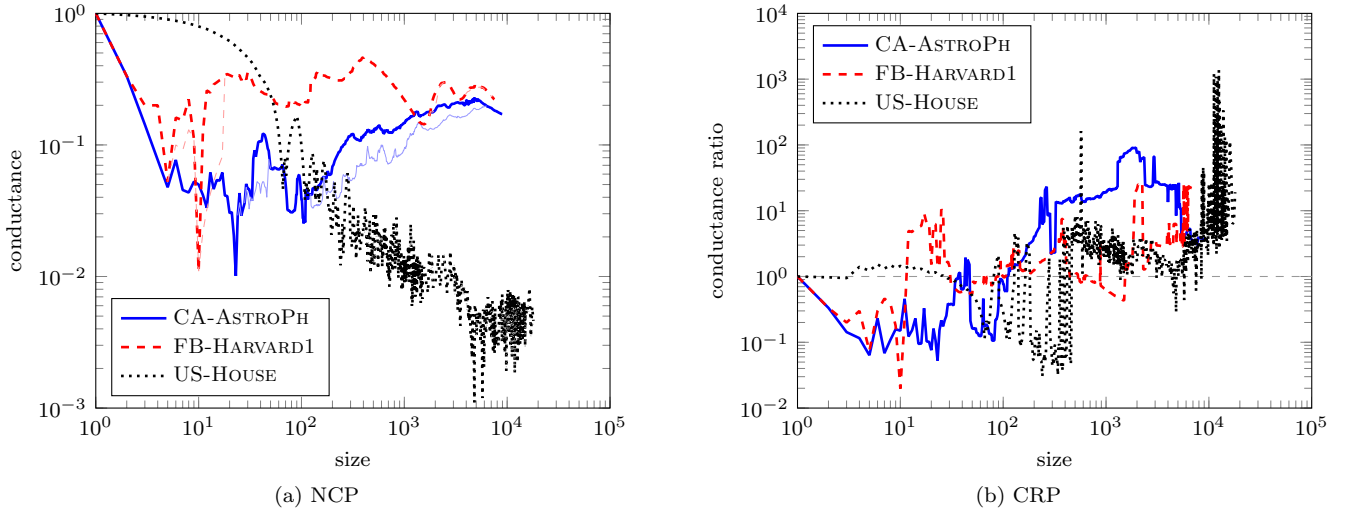 10^0
10^-1
10^-2
10^-3
conductance
10^0 10^1 10^2 10^3 10^4 10^5
size
CA-AstroPh
FB-Harvard1
US-House
(a) NCP
10^4
10^3
10^2
10^1
10^0
10^-1
10^-2
conductance ratio
10^0 10^1 10^2 10^3 10^4 10^5
size
CA-AstroPh
FB-Harvard1
US-House
(b) CRP